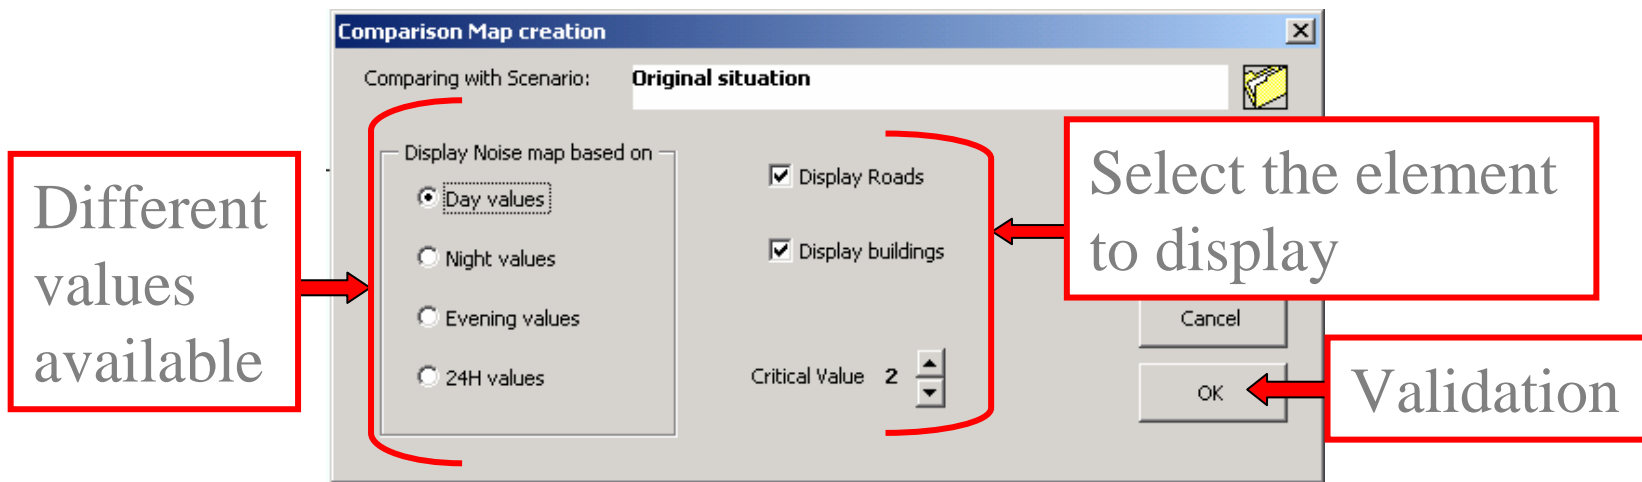 Comparison Map creation
Comparing with Scenario: Original situation
Different
values
available
Display Noise map based on
Day values
Night values
Evening values
24H values
Display Roads
Display buildings
Critical Value 2
Select the element
to display
Cancel
OK
Validation